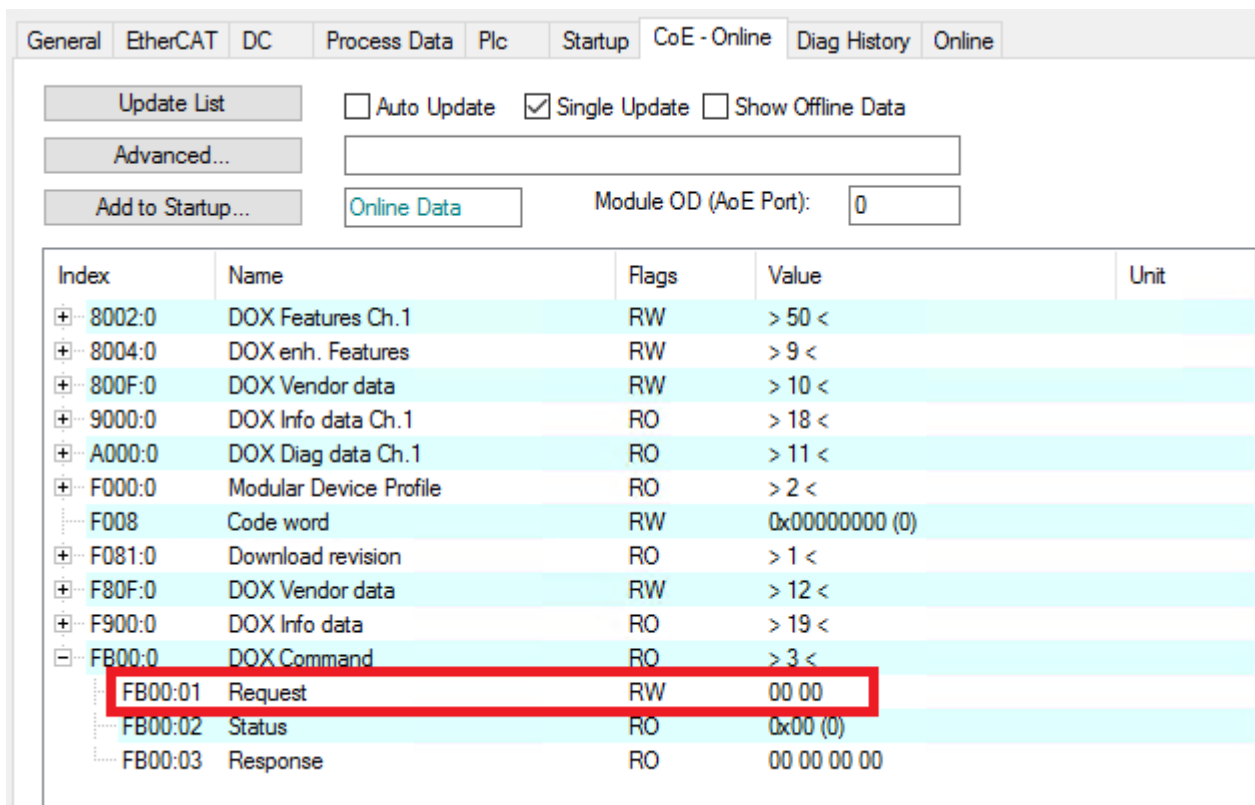 General EtherCAT DC Process Data Plc Startup CoE - Online Diag History Online
Update List Auto Update Single Update Show Offline Data
Advanced...
Add to Startup... Online Data Module OD (AoE Port): 0
Index Name Flags Value Unit
8002:0 DOX Features Ch.1 RW > 50 <
8004:0 DOX enh. Features RW > 9 <
800F:0 DOX Vendor data RW > 10 <
9000:0 DOX Info data Ch.1 RO > 18 <
A000:0 DOX Diag data Ch.1 RO > 11 <
F000:0 Modular Device Profile RO > 2 <
F008 Code word RW 0x00000000 (0)
F081:0 Download revision RO > 1 <
F80F:0 DOX Vendor data RW > 12 <
F900:0 DOX Info data RO > 19 <
FB00:0 DOX Command RO > 3 <
FB00:01 Request RW 00 00
FB00:02 Status RO 0x00 (0)
FB00:03 Response RO 00 00 00 00